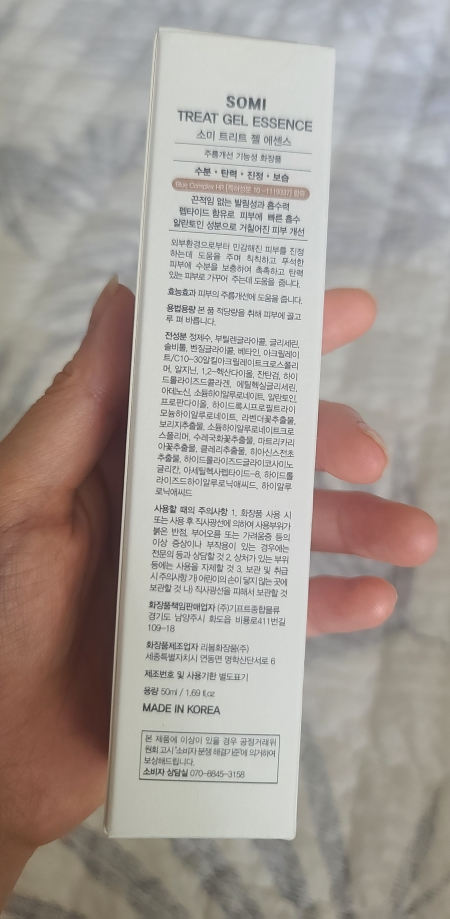 SOMI
TREAT GEL ESSENCE
소미 트리트 젤 에센스
주름개선 기능성 화장품
수분 • 탄력 • 진정 • 보습
Blue Complex HR (특허성분 10-1119337) 함유
끈적임 없는 발림성과 흡수력
펩타이드 함유로 피부에 빠른 흡수
알란토인 성분으로 거칠어진 피부 개선
외부환경으로부터 민감해진 피부를 진정
하는데 도움을 주며 칙칙하고 푸석한
피부에 수분을 보충하여 촉촉하고 탄력
있는 피부로 가꾸어 주는데 도움을 줍니다.
효능효과 피부의 주름개선에 도움을 줍니다.
용법용량 본 품 적당량을 취해 피부에 골고
루 펴 바릅니다.
전성분 정제수, 부틸렌글라이콜, 글리세린,
솔비톨, 변질글라이콜, 베타인, 아크릴레이
트/C10-30알킬아크릴레이트크로스폴리
머, 알지닌, 1,2-헥산다이올, 잔탄검, 하이
드롤라이즈드콜라겐, 에틸헥실글리세린,
아데노신, 소듐하이알루로네이트, 알란토인,
프로판다이올, 하이드록시프로필트라이
모늄하이알루로네이트, 라벤더꽃추출물,
보리지추출물, 소듐하이알루로네이트크로
스폴리머, 수레국화꽃추출물, 마트리카리
아꽃추출물, 클레리추출물, 히아신스전초
추출물, 하이드롤라이즈드글라이코사미노
글리칸, 아세틸헥사펩타이드-8, 하이드롤
라이즈드하이알루로닉애씨드, 하이알루
로닉애씨드
사용할 때의 주의사항 1. 화장품 사용 시
또는 사용 후 직사광선에 의하여 사용부위가
붉은 반점, 부어오름 또는 가려움증 등의
이상 증상이나 부작용이 있는 경우에는
전문의 등과 상담할 것 2. 상처가 있는 부위
등에는 사용을 자제할 것 3. 보관 및 취급
시 주의사항 가) 어린이의 손이 닿지 않는 곳에
보관할 것 나) 직사광선을 피해서 보관할 것
화장품책임판매업자 (주)기프트종합물류
경기도 남양주시 화도읍 비룡로411번길
109-18
화장품제조업자 리봄화장품(주)
세종특별자치시 연동면 명학산단서로 6
제조번호 및 사용기한 별도표기
용량 50ml / 1.69 fl.oz
MADE IN KOREA
본 제품에 이상이 있을 경우 공정거래위
원회 고시 "소비자 분쟁 해결기준"에 의거하여
보상해드립니다.
소비자 상담실 070-8845-3158